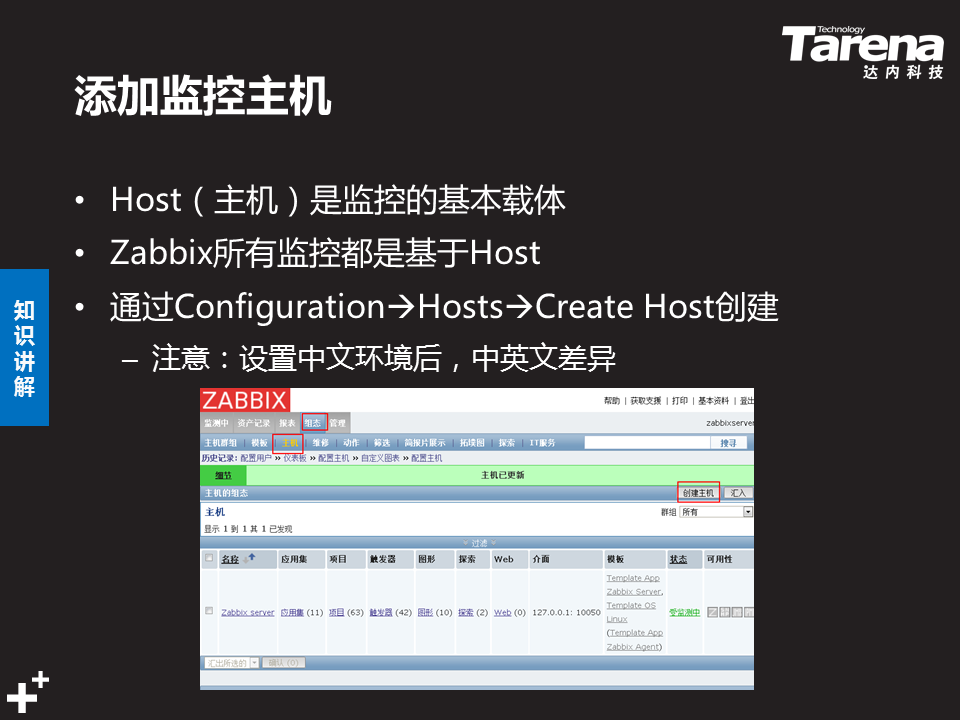 Technology
Tarena
达内科技
添加监控主机
• Host（主机）是监控的基本载体
• Zabbix所有监控都是基于Host
• 通过Configuration→Hosts→Create Host创建
– 注意：设置中文环境后，中英文差异
知识讲解
ZABBIX
帮助 | 获取支援 | 打印 | 基本资料 | 登出
监测中 资产记录 报表 组态 管理
zabbixserver
主机群组 | 模板 | 主机 | 维修 | 动作 | 筛选 | 简报片展示 | 拓墣图 | 探索 | IT服务
搜寻
历史记录: 配置用户 » 仪表板 » 配置主机 » 自定义图表 » 配置主机
细节
主机已更新
主机的组态
创建主机 汇入
主机
群组 所有
显示 1 到 1 其 1 已发现
过滤
名称 应用集 项目 触发器 图形 探索 Web 介面 模板 状态 可用性
Zabbix server 应用集 (11) 项目 (63) 触发器 (42) 图形 (10) 探索 (2) Web (0) 127.0.0.1: 10050
Template App
Zabbix Server,
Template OS
Linux
(Template App
Zabbix Agent)
受监测中
汇出所选的 确认 (0)